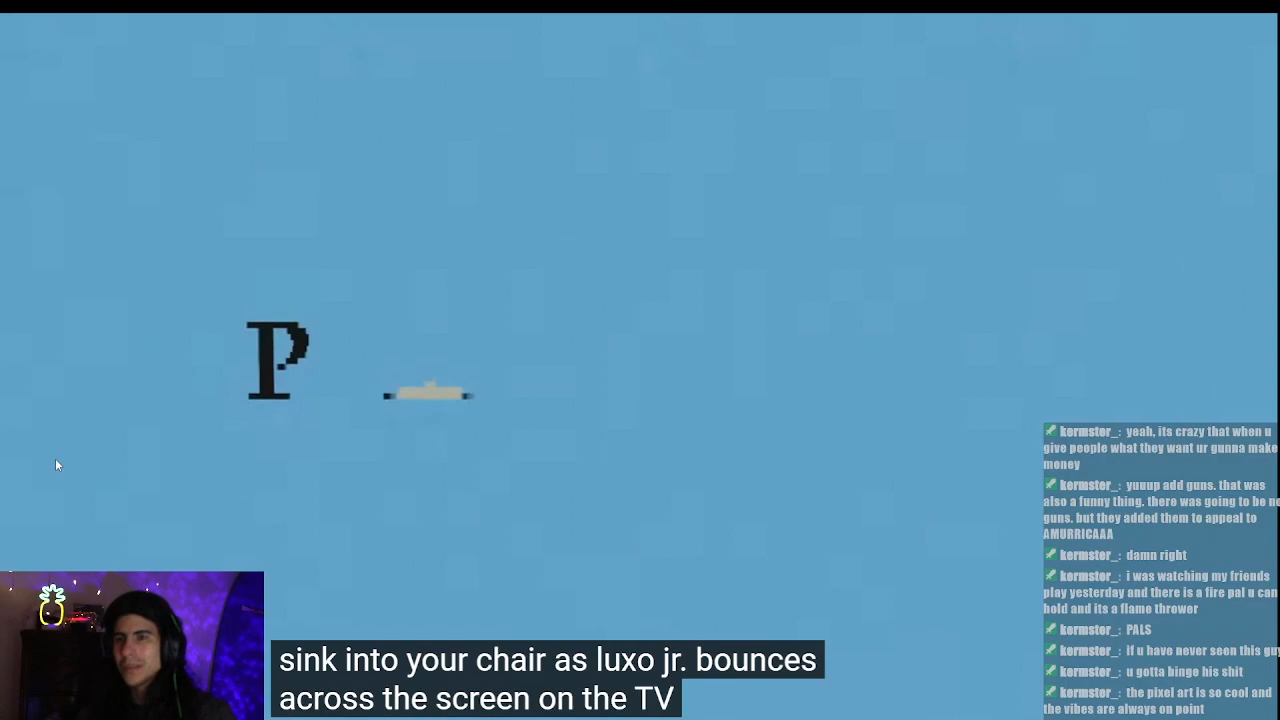 P
kermster_: yeah, its crazy that when u
give people what they want ur gunna make
money
kermster_: yuuup add guns. that was
also a funny thing. there was going to be no
guns. but they added them to appeal to
AMURRICAAA
kermster_: damn right
kermster_: i was watching my friends
play yesterday and there is a fire pal u can
hold and its a flame thrower
kermster_: PALS
kermster_: if u have never seen this guy
kermster_: u gotta binge his shit
kermster_: the pixel art is so cool and
the vibes are always on point
sink into your chair as luxo jr. bounces
across the screen on the TV